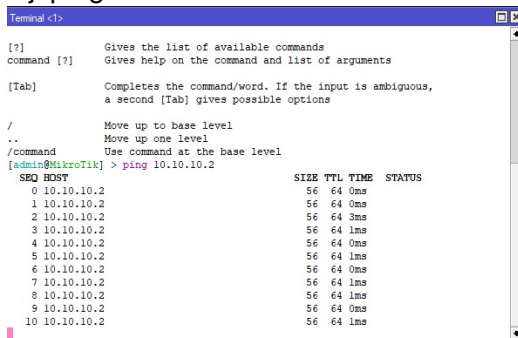 Terminal <1>
[?] Gives the list of available commands
command [?] Gives help on the command and list of arguments
[Tab] Completes the command/word. If the input is ambiguous,
a second [Tab] gives possible options
/ Move up to base level
.. Move up one level
/command Use command at the base level
[admin@MikroTik] > ping 10.10.10.2
SEQ HOST SIZE TTL TIME STATUS
0 10.10.10.2 56 64 0ms
1 10.10.10.2 56 64 0ms
2 10.10.10.2 56 64 3ms
3 10.10.10.2 56 64 1ms
4 10.10.10.2 56 64 0ms
5 10.10.10.2 56 64 1ms
6 10.10.10.2 56 64 0ms
7 10.10.10.2 56 64 1ms
8 10.10.10.2 56 64 1ms
9 10.10.10.2 56 64 0ms
10 10.10.10.2 56 64 1ms